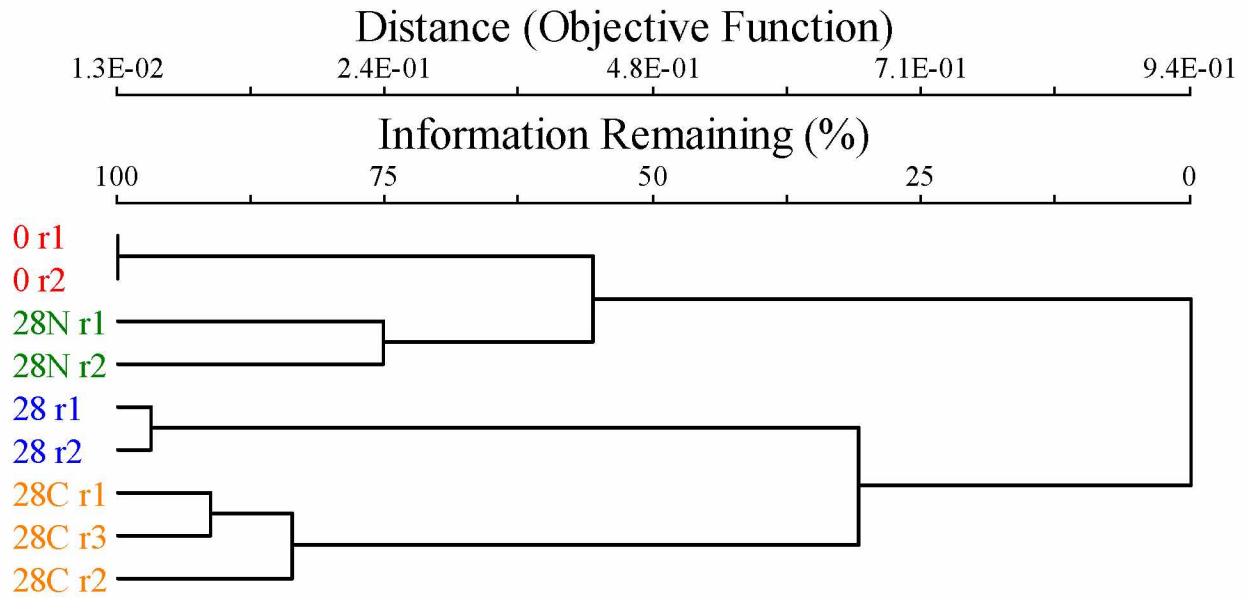 Distance (Objective Function)
1.3E-02 2.4E-01 4.8E-01 7.1E-01 9.4E-01
Information Remaining (%)
100 75 50 25 0
0 r1
0 r2
28N r1
28N r2
28 r1
28 r2
28C r1
28C r3
28C r2